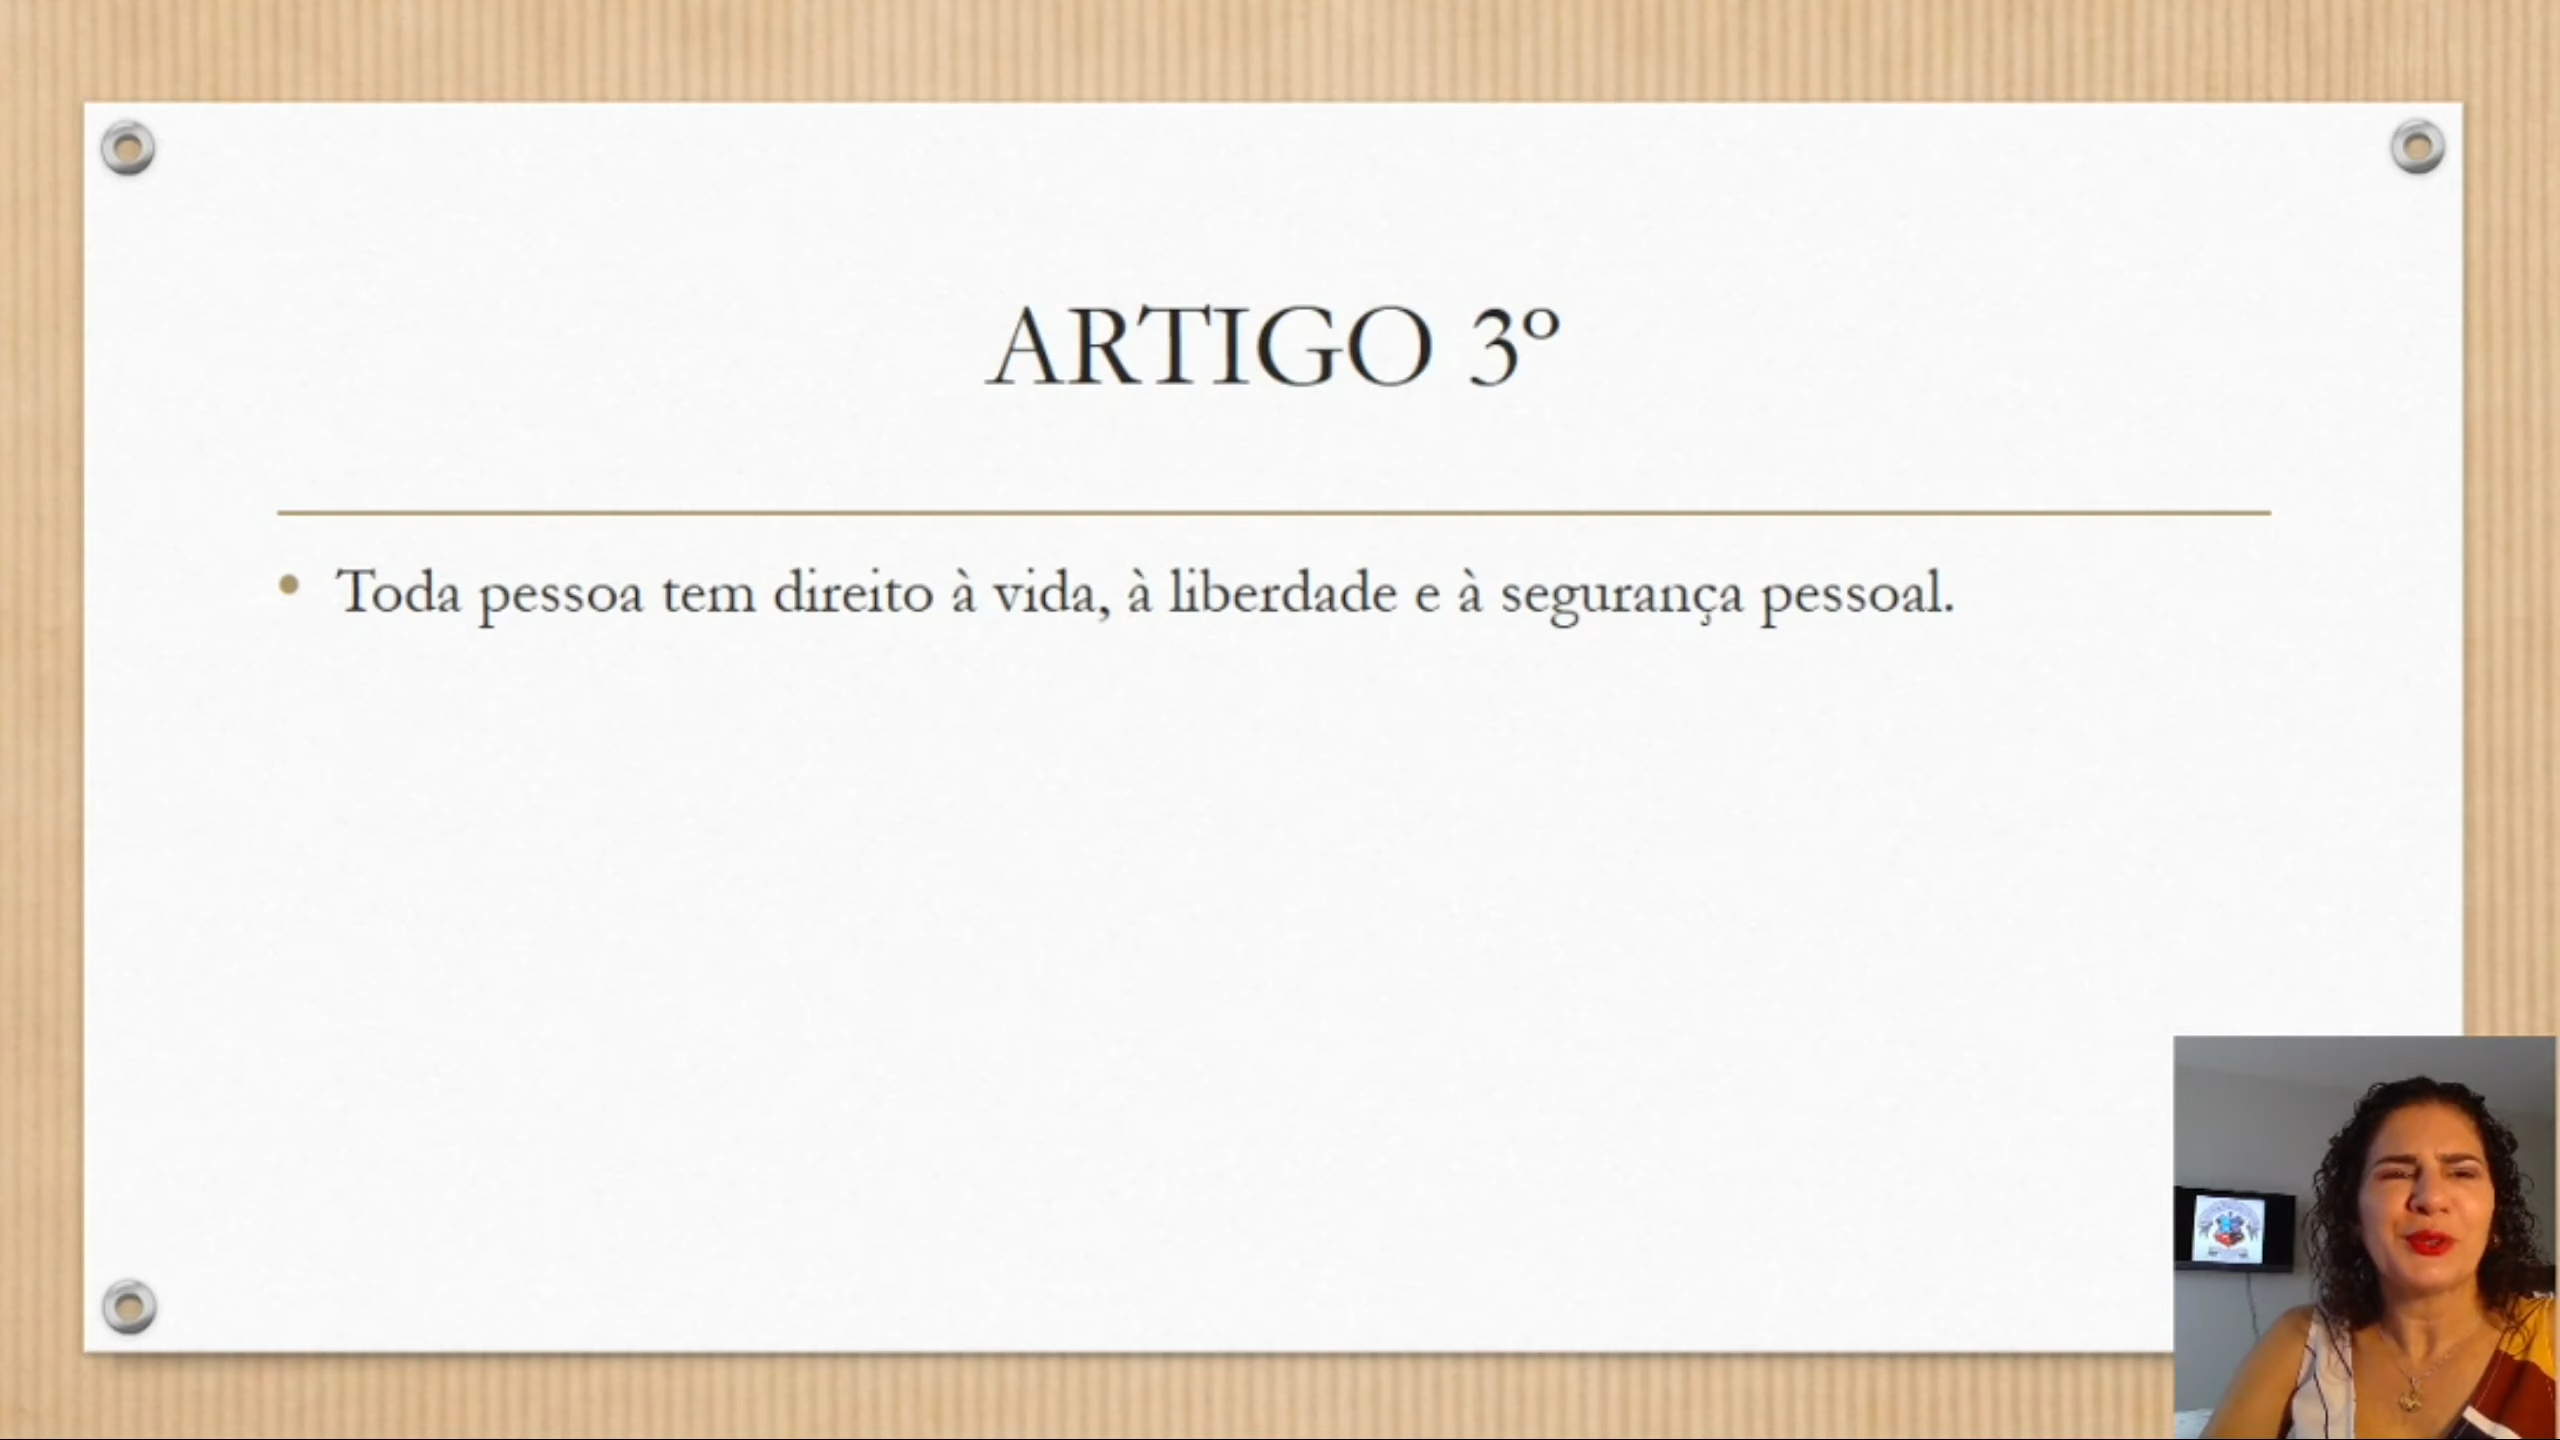 ARTIGO 3º
Toda pessoa tem direito à vida, à liberdade e à segurança pessoal.